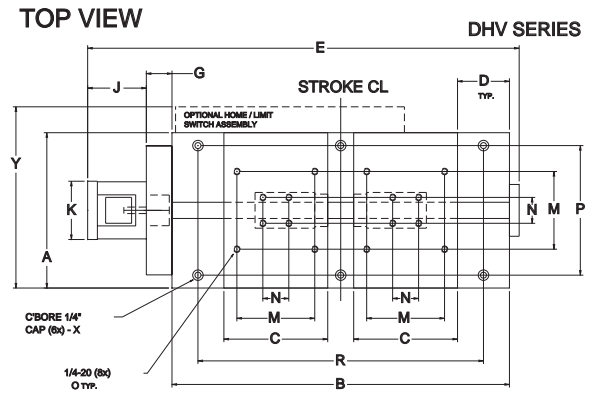 TOP VIEW
DHV SERIES
E
J
G
STROKE CL
D
TYP.
OPTIONAL HOME / LIMIT
SWITCH ASSEMBLY
Y
K
A
N
M
P
N
N
M
M
C
C
C'BORE 1/4"
CAP (6x) - X
R
1/4-20 (8x)
O TYP.
B